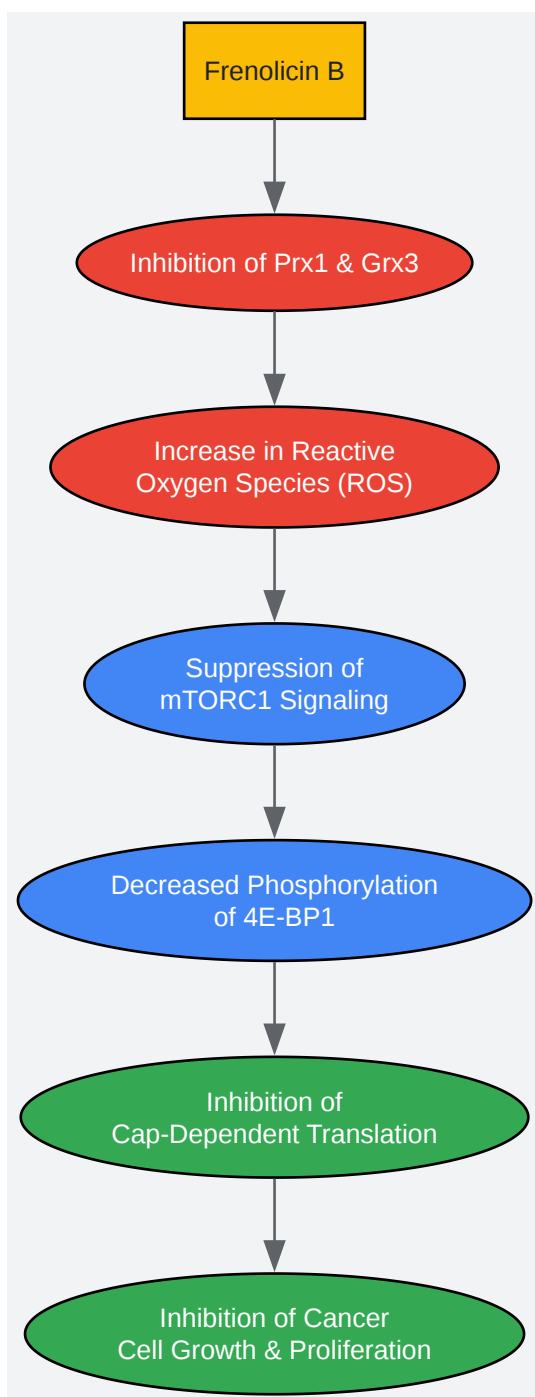 Frenolicin B
Inhibition of Prx1 & Grx3
Increase in Reactive
Oxygen Species (ROS)
Suppression of
mTORC1 Signaling
Decreased Phosphorylation
of 4E-BP1
Inhibition of
Cap-Dependent Translation
Inhibition of Cancer
Cell Growth & Proliferation